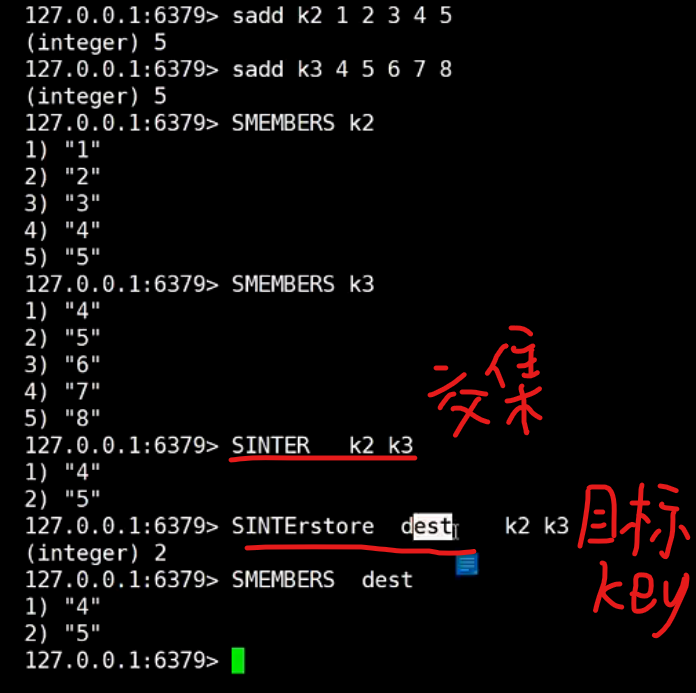 127.0.0.1:6379> sadd k2 1 2 3 4 5
(integer) 5
127.0.0.1:6379> sadd k3 4 5 6 7 8
(integer) 5
127.0.0.1:6379> SMEMBERS k2
1) "1"
2) "2"
3) "3"
4) "4"
5) "5"
127.0.0.1:6379> SMEMBERS k3
1) "4"
2) "5"
3) "6"
4) "7"
5) "8"
交集
127.0.0.1:6379> SINTER k2 k3
1) "4"
2) "5"
127.0.0.1:6379> SINTErstore dest k2 k3
目标
key
(integer) 2
127.0.0.1:6379> SMEMBERS dest
1) "4"
2) "5"
127.0.0.1:6379>